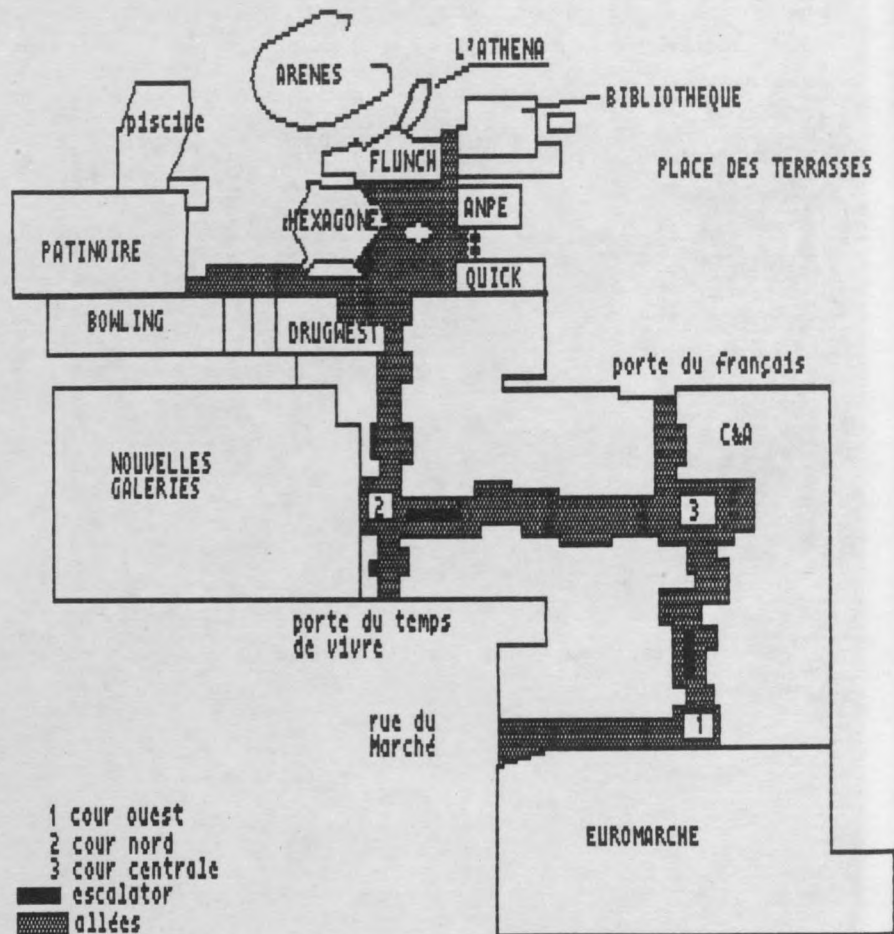 L'ATHENA
ARENES
BIBLIOTHEQUE
piscine
FLUNCH
PLACE DES TERRASSES
HEXAGONE
ANPE
PATINOIRE
QUICK
BOWLING
DRUGWEST
porte du français
C&A
NOUVELLES
GALERIES
2
3
porte du temps
de vivre
rue du
Marché
1
EUROMARCHE
1 cour ouest
2 cour nord
3 cour centrale
escalator
allées